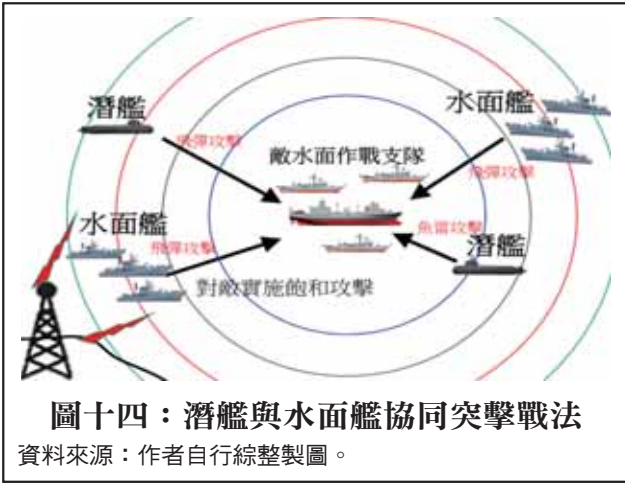 潛艦
水面艦
飛彈攻擊
敵水面作戰支隊
飛彈攻擊
水面艦
飛彈攻擊
魚雷攻擊
潛艦
對敵實施飽和攻擊
圖十四：潛艦與水面艦協同突擊戰法
資料來源：作者自行綜整製圖。